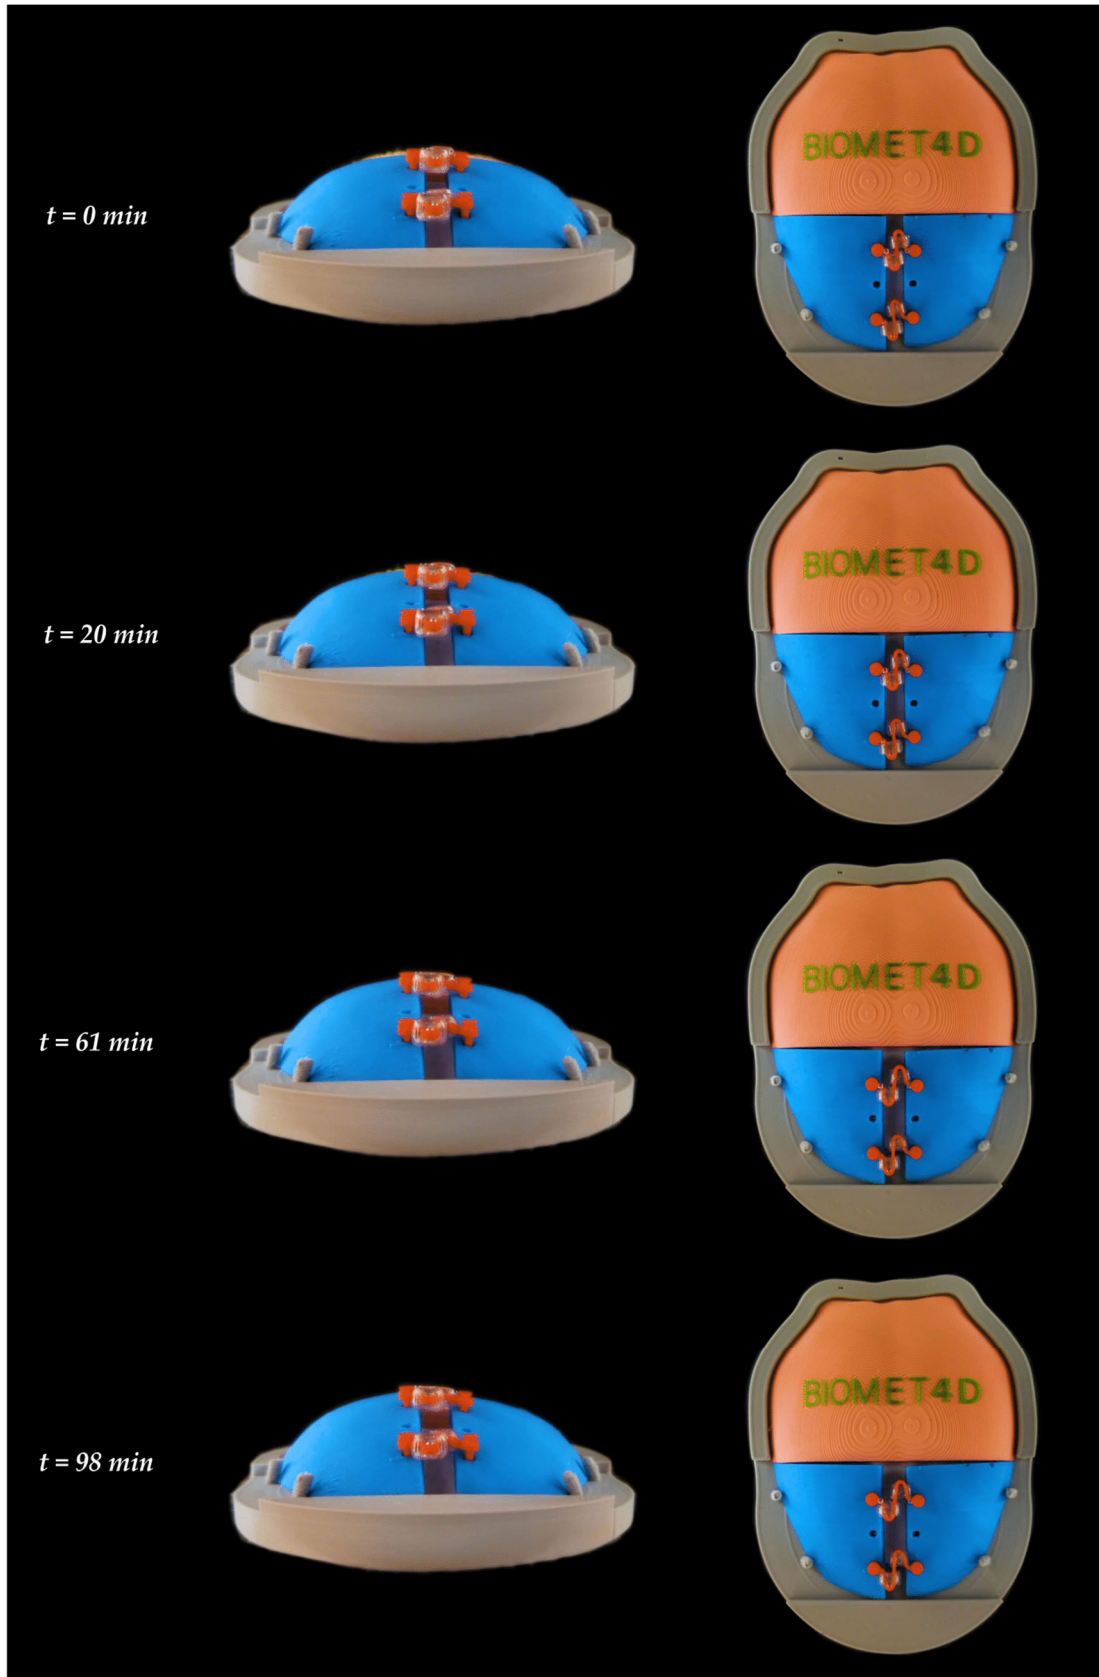 t = 0 min
BIOMET4D
t = 20 min
BIOMET4D
t = 61 min
BIOMET4D
t = 98 min
BIOMET4D